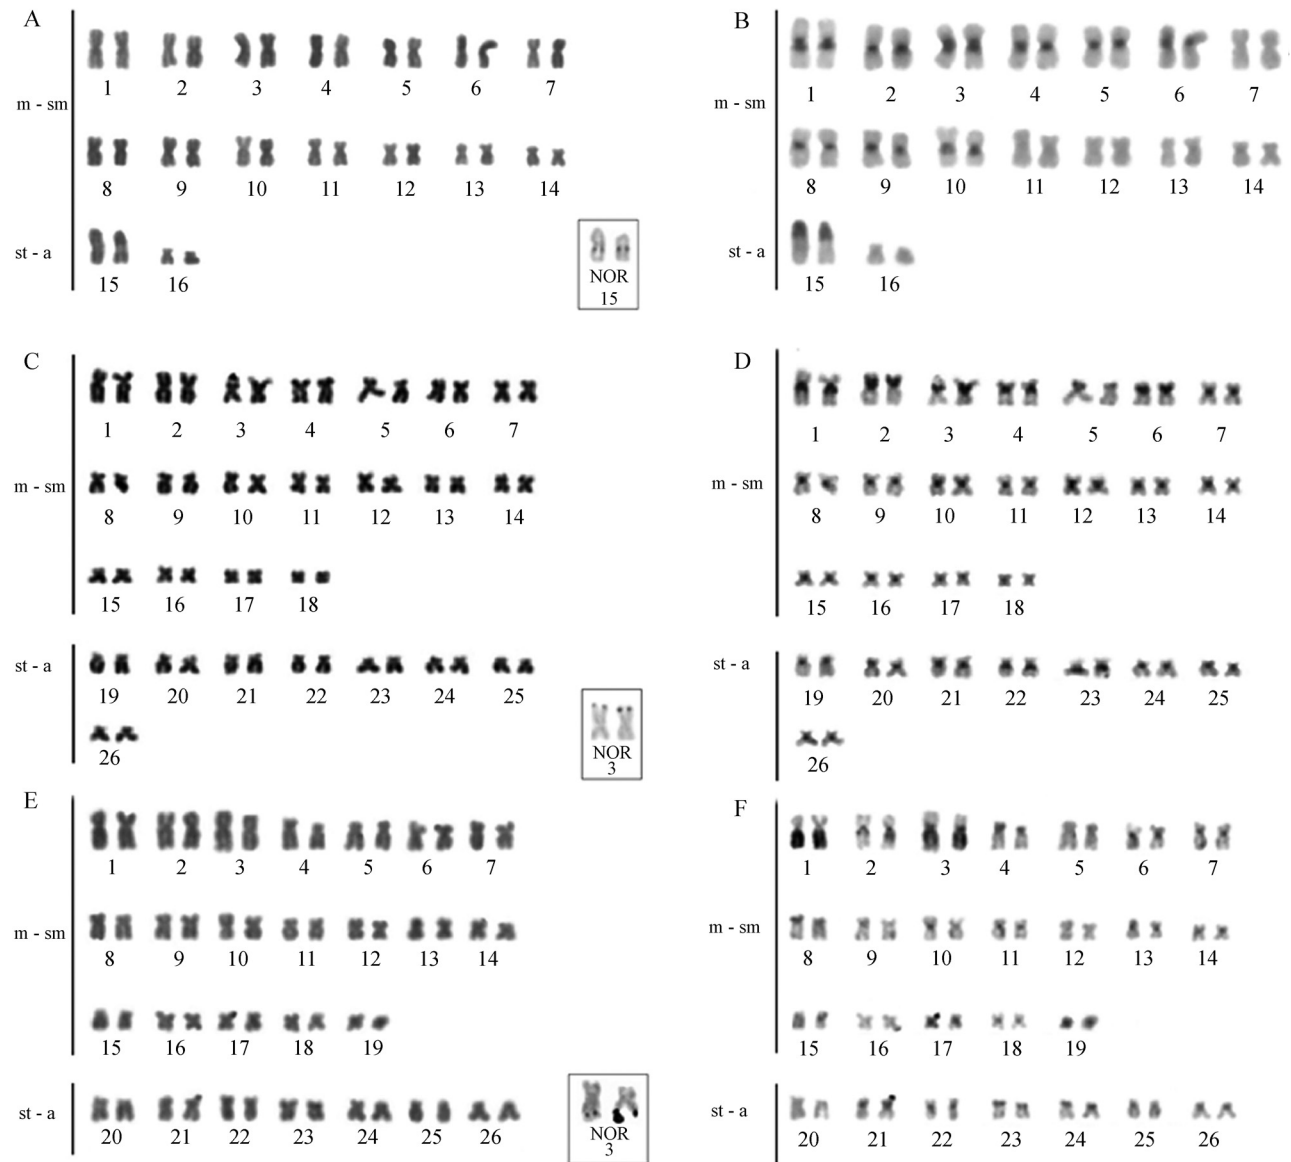 A
1 2 3 4 5 6 7
m - sm
8 9 10 11 12 13 14
st - a
15 16
NOR
15
B
1 2 3 4 5 6 7
m - sm
8 9 10 11 12 13 14
st - a
15 16
C
1 2 3 4 5 6 7
m - sm
8 9 10 11 12 13 14
15 16 17 18
st - a
19 20 21 22 23 24 25
26
NOR
3
D
1 2 3 4 5 6 7
m - sm
8 9 10 11 12 13 14
15 16 17 18
st - a
19 20 21 22 23 24 25
26
E
1 2 3 4 5 6 7
m - sm
8 9 10 11 12 13 14
15 16 17 18 19
st - a
20 21 22 23 24 25 26
NOR
3
F
1 2 3 4 5 6 7
m - sm
8 9 10 11 12 13 14
15 16 17 18 19
st - a
20 21 22 23 24 25 26